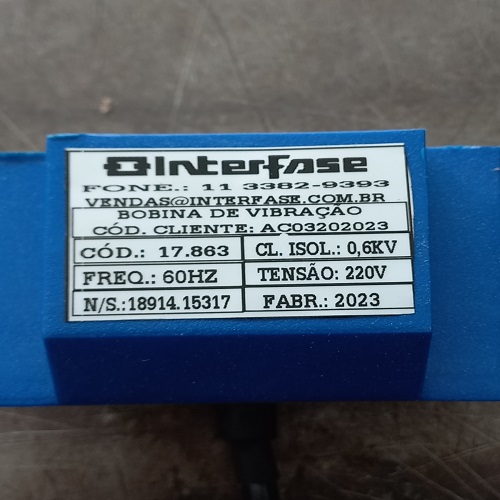 Interfase
FONE.: 11 3382-9393
VENDAS@INTERFASE.COM.BR
BOBINA DE VIBRAÇÃO
CÓD. CLIENTE: AC03202023
CÓD.: 17.863 CL. ISOL.: 0,6KV
FREQ.: 60HZ TENSÃO: 220V
N/S.:18914.15317 FABR.: 2023